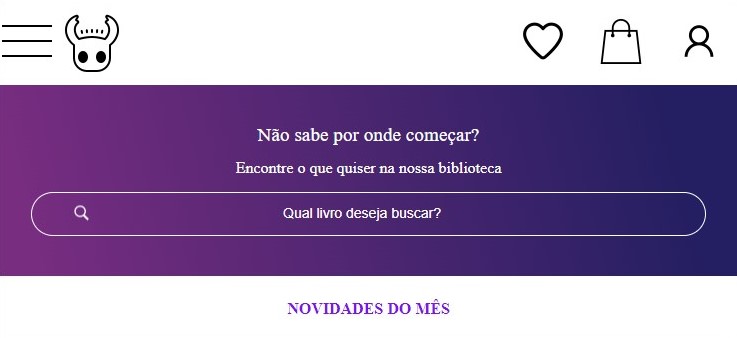 Não sabe por onde começar?
Encontre o que quiser na nossa biblioteca
Qual livro deseja buscar?
NOVIDADES DO MÊS